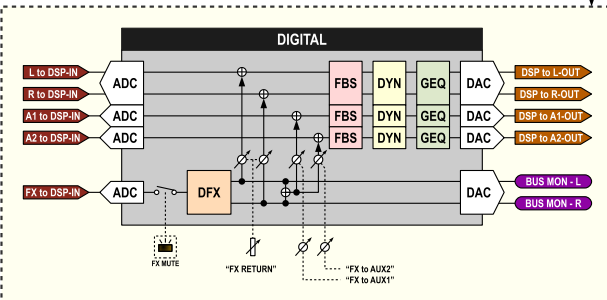 DIGITAL
L to DSP-IN
R to DSP-IN
A1 to DSP-IN
A2 to DSP-IN
FX to DSP-IN
ADC
ADC
ADC
ADC
DFX
FBS DYN GEQ
FBS DYN GEQ
FBS DYN GEQ
DAC
DAC
DAC
DAC
DSP to L-OUT
DSP to R-OUT
DSP to A1-OUT
DSP to A2-OUT
BUS MON - L
BUS MON - R
FX MUTE
"FX RETURN"
"FX to AUX2"
"FX to AUX1"